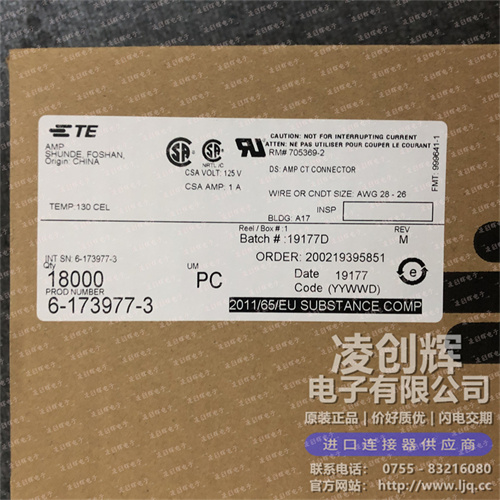 TE
AMP
SHUNDE, FOSHAN,
Origin: CHINA
SA
NRTL/C
SA
CSA VOLT: 125 V
CSA AMP: 1 A
CAUTION: NOT FOR INTERRUPTING CURRENT
ATTEN: NE PAS UTILISER POUR COUPER LE COURANT
RM# 705369-2
DS: AMP CT CONNECTOR
FMT: 999641-1
WIRE OR CNDT SIZE: AWG 28 - 26
TEMP: 130 CEL
BLDG: A17
INSP
Reel / Box # :1
REV
Batch # :19177D
M
INT SN: 6-173977-3
ORDER: 200219395851
Qty
UM
18000
PC
Date 19177
Code (YYWWD)
e
PROD NUMBER
6-173977-3
2011/65/EU SUBSTANCE COMP
凌创辉
电子有限公司
原装正品 | 价好质优 | 闪电交期
进口连接器供应商
联系电话: 0755 - 83216080
官方网站: http://www.ljq.cc